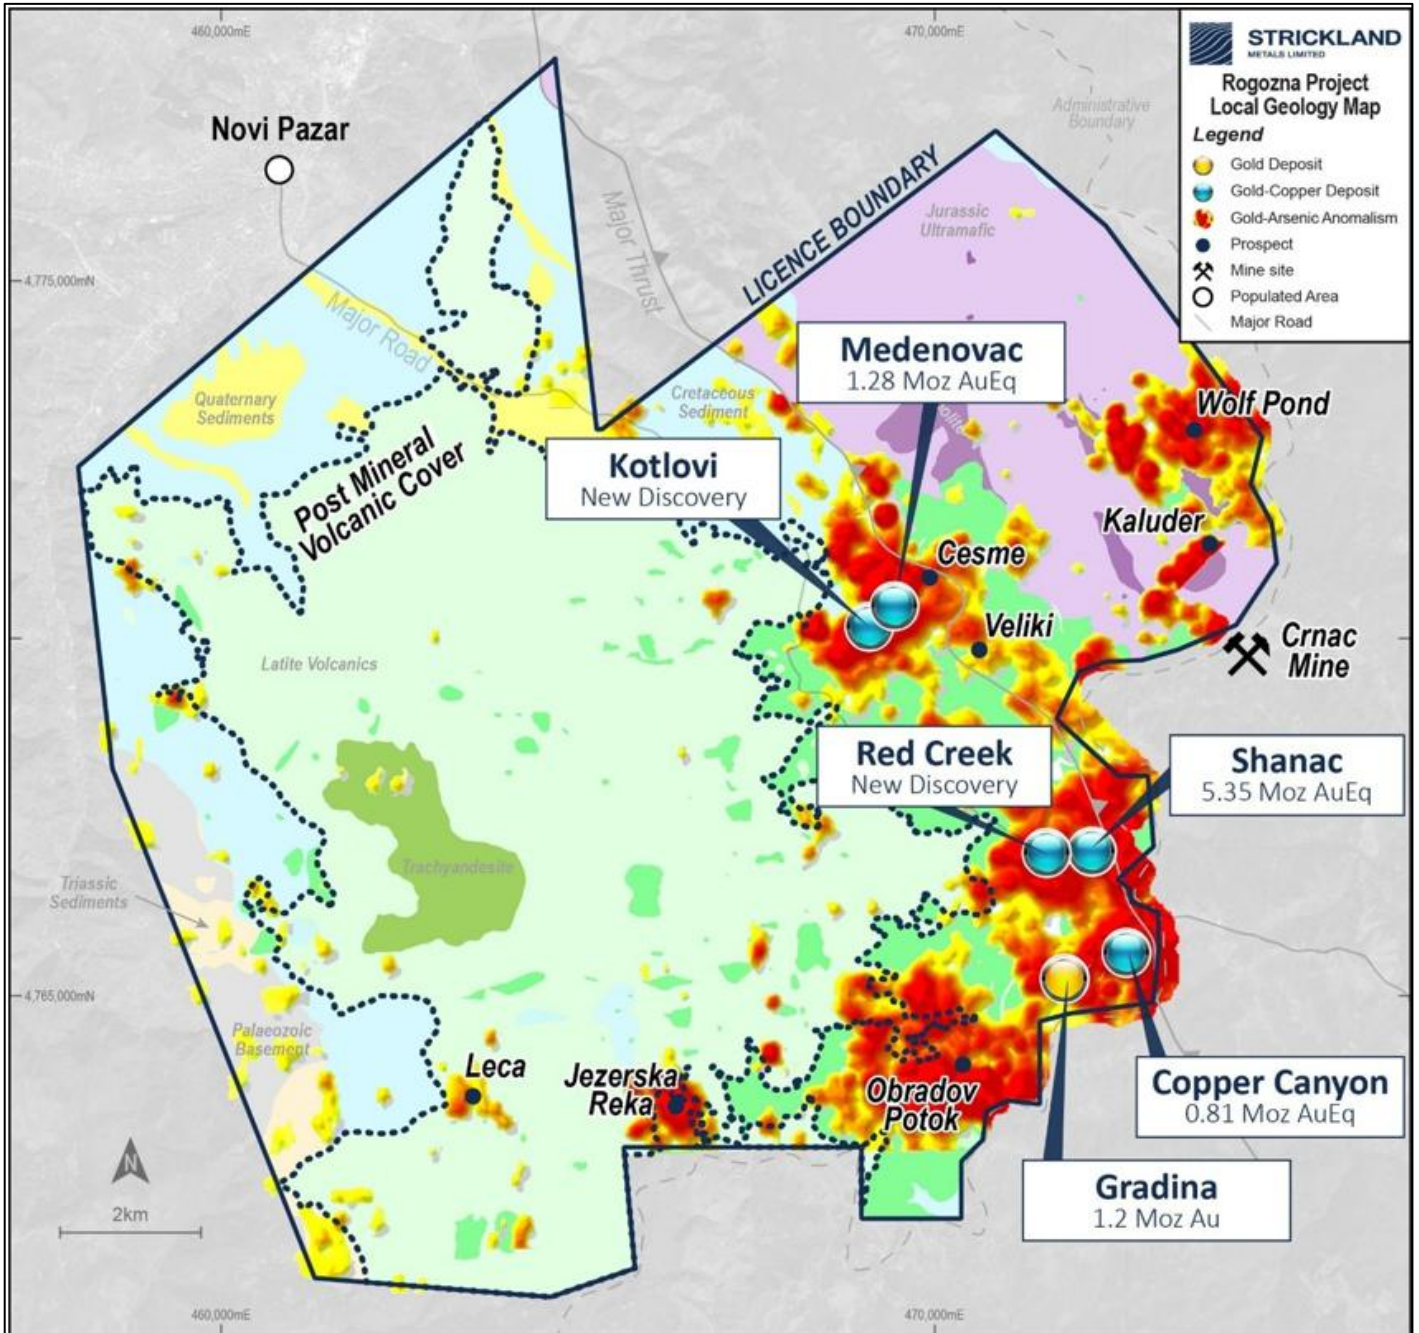 460,000mE
470,000mE
STRICKLAND
METALS LIMITED
Rogozna Project
Local Geology Map
Legend
Gold Deposit
Gold-Copper Deposit
Gold-Arsenic Anomalism
Prospect
Mine site
Populated Area
Major Road
Administrative
Boundary
Novi Pazar
LICENCE BOUNDARY
Major Thrust
Jurassic
Ultramafic
4,775,000mN
Major Road
Medenovac
1.28 Moz AuEq
Quaternary
Sediments
Cretaceous
Sediment
Wolf Pond
Post Mineral
Volcanic Cover
Kotlovi
New Discovery
Kaluder
Cesme
Veliki
Crnac
Mine
Latite Volcanics
Red Creek
New Discovery
Shanac
5.35 Moz AuEq
Trachyandesite
Triassic
Sediments
4,765,000mN
Palaeozoic
Basement
Leca
Jezerska
Reka
Obradov
Potok
Copper Canyon
0.81 Moz AuEq
N
Gradina
1.2 Moz Au
2km
460,000mE
470,000mE